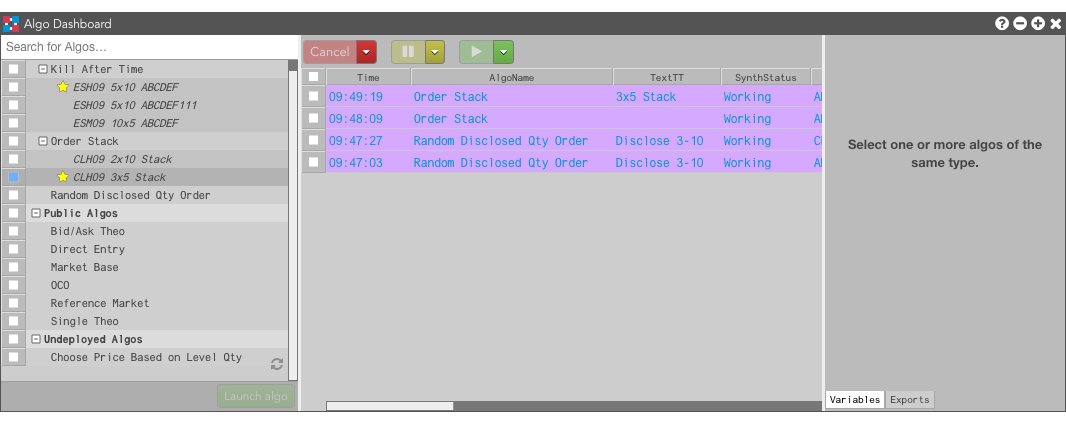 Algo Dashboard
Search for Algos…
Kill After Time
ESH09 5x10 ABCDEF
ESH09 5x10 ABCDEF111
ESM09 10x5 ABCDEF
Order Stack
CLH09 2x10 Stack
CLH09 3x5 Stack
Random Disclosed Qty Order
Public Algos
Bid/Ask Theo
Direct Entry
Market Base
OCO
Reference Market
Single Theo
Undeployed Algos
Choose Price Based on Level Qty
Launch algo
Cancel
Time AlgoName TextTT SynthStatus
09:49:19 Order Stack 3x5 Stack Working
09:48:09 Order Stack Working
09:47:27 Random Disclosed Qty Order Disclose 3-10 Working
09:47:03 Random Disclosed Qty Order Disclose 3-10 Working
Select one or more algos of the
same type.
Variables Exports